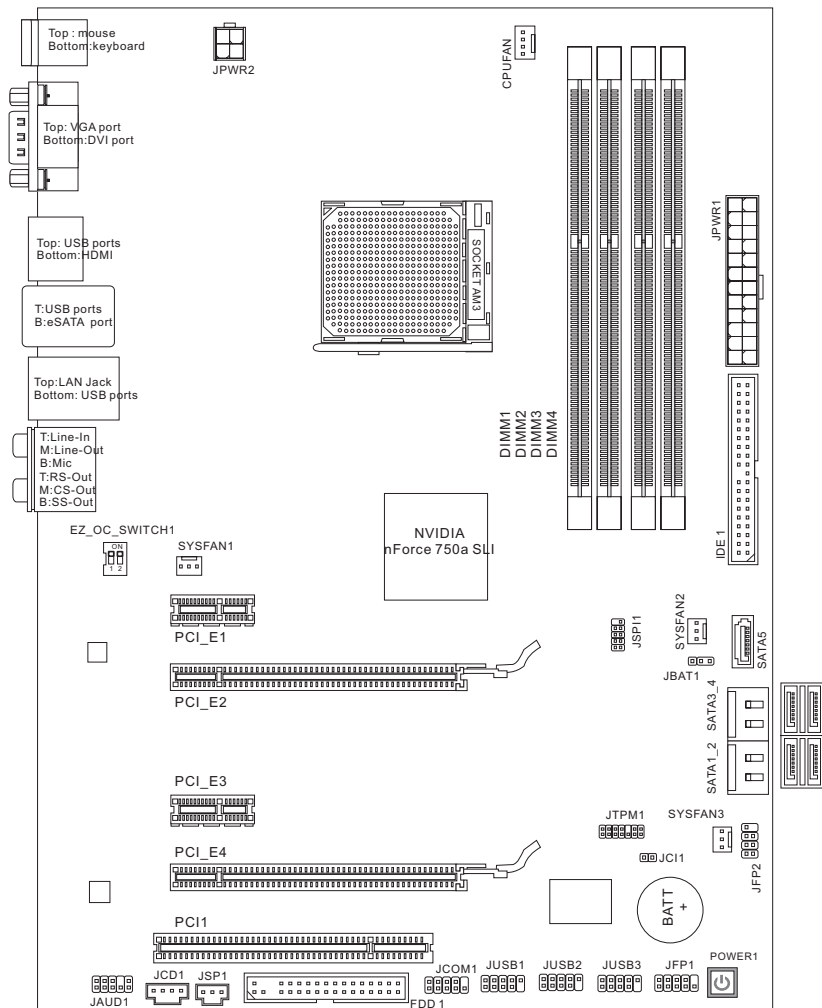 Top : mouse
Bottom:keyboard
JPWR2
CPUFAN
Top: VGA port
Bottom:DVI port
JPWR1
Top: USB ports
Bottom:HDMI
SOCKET AM3
T:USB ports
B:eSATA port
Top:LAN Jack
Bottom: USB ports
DIMM1
DIMM2
DIMM3
DIMM4
T:Line-In
M:Line-Out
B:Mic
T:RS-Out
M:CS-Out
B:SS-Out
IDE 1
NVIDIA
nForce 750a SLI
EZ_OC_SWITCH1
ON
1 2
SYSFAN1
PCI_E1
JSPI1
SYSFAN2
SATA5
JBAT1
PCI_E2
SATA3_4
SATA1_2
PCI_E3
JTPM1
SYSFAN3
PCI_E4
JCI1
JFP2
BATT
+
PCI1
POWER1
JAUD1
JCD1
JSP1
FDD 1
JCOM1
JUSB1
JUSB2
JUSB3
JFP1